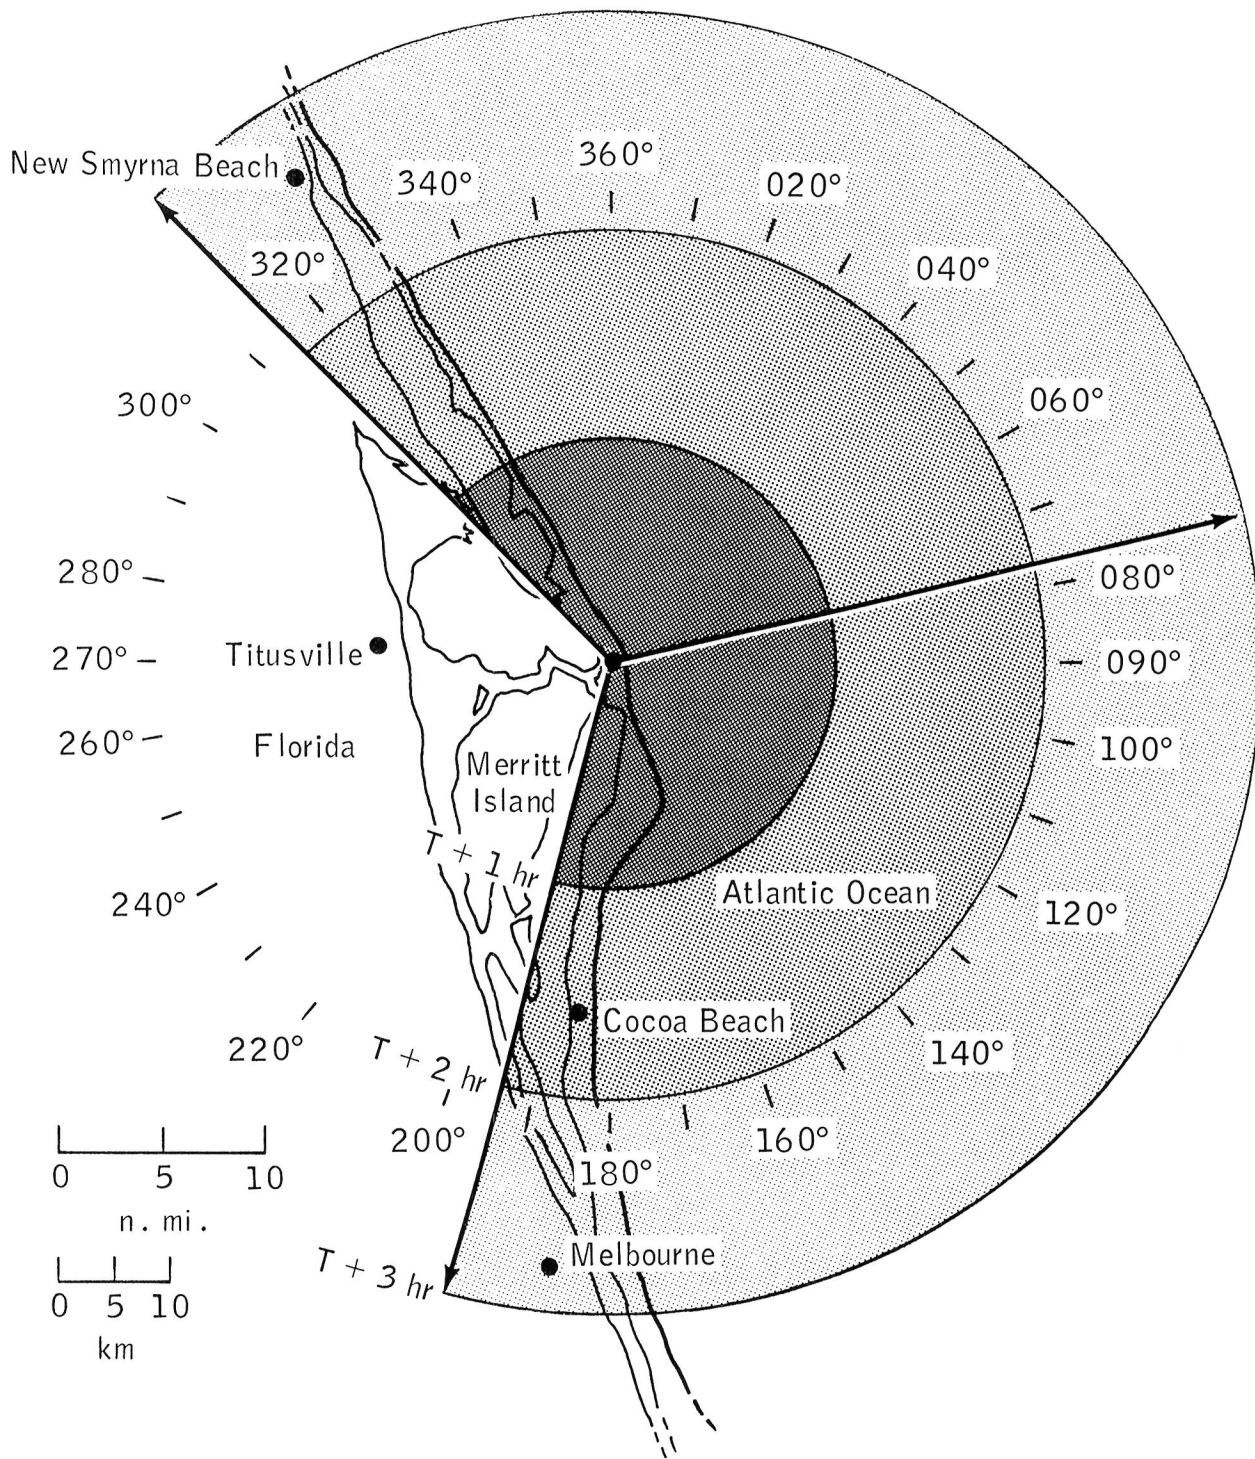 360°
340°
020°
New Smyrna Beach
320°
040°
300°
060°
280°
080°
Titusville
270°
090°
260°
Florida
100°
Merritt
Island
T + 1 hr
240°
Atlantic Ocean
120°
Cocoa Beach
220°
T + 2 hr
140°
200°
160°
180°
0 5 10
n. mi.
T + 3 hr
Melbourne
0 5 10
km